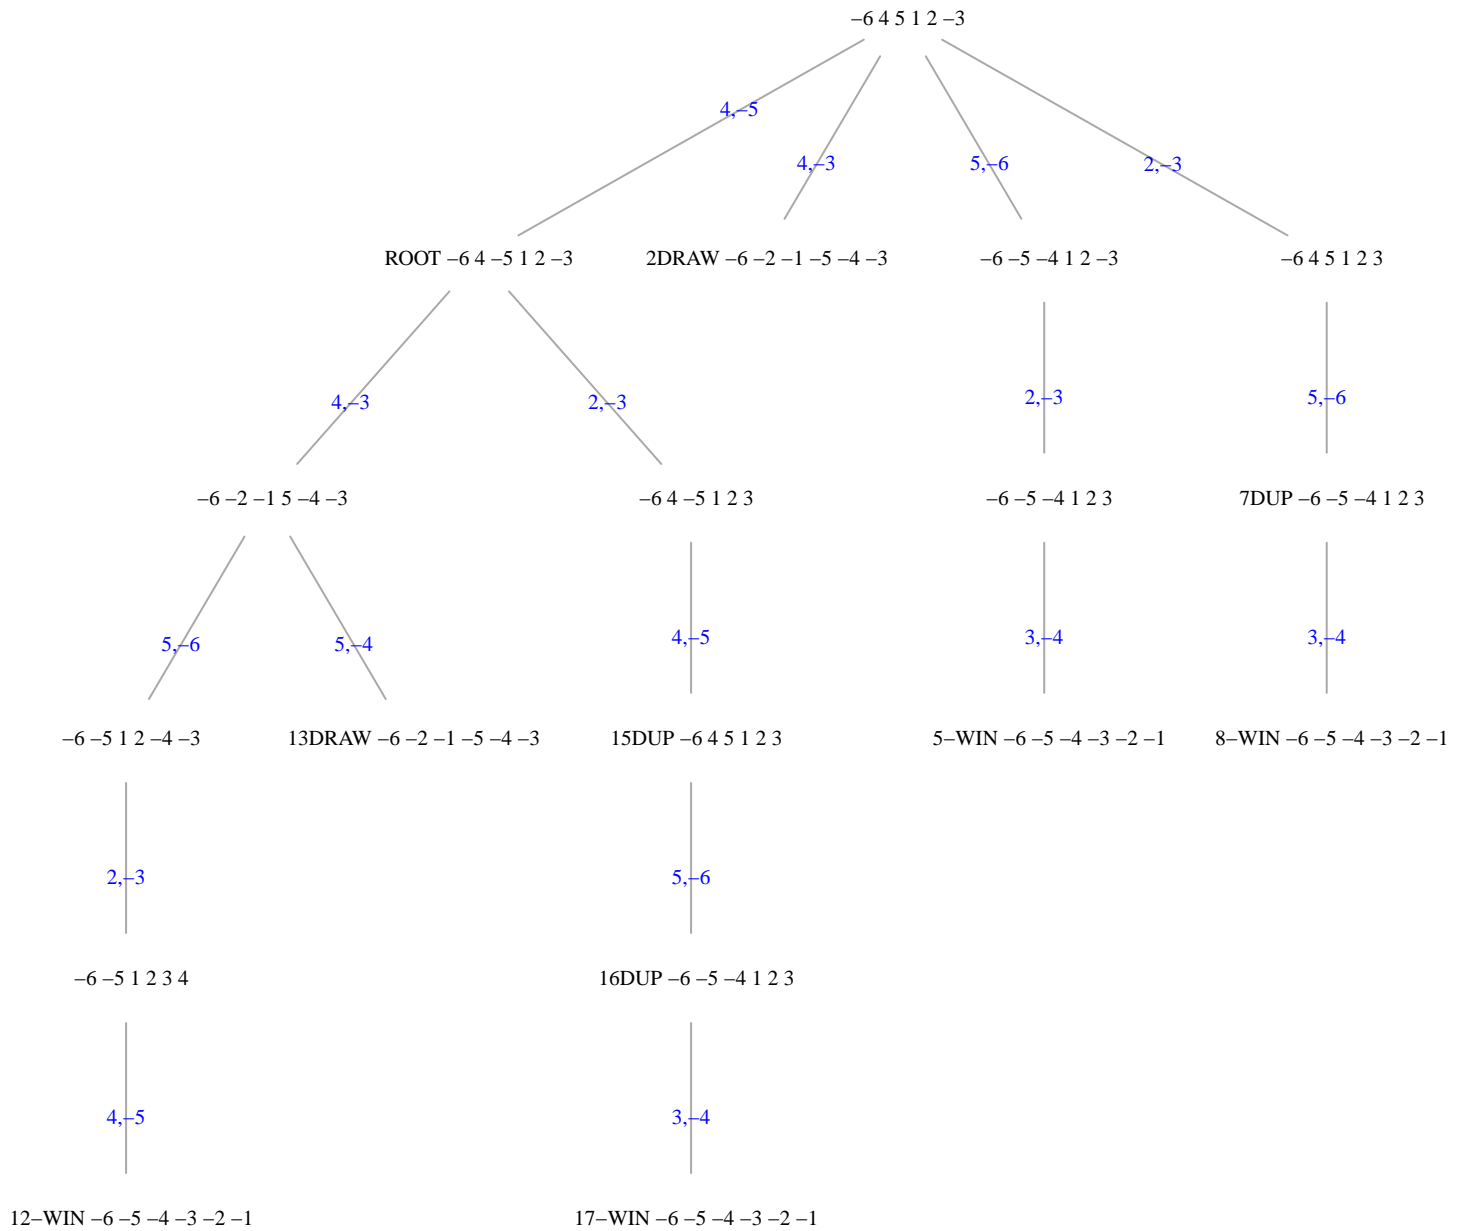 −6 4 5 1 2 −3
4,−5
4,−3
5,−6
2,−3
ROOT −6 4 −5 1 2 −3
2DRAW −6 −2 −1 −5 −4 −3
−6 −5 −4 1 2 −3
−6 4 5 1 2 3
4,−3
2,−3
2,−3
5,−6
−6 −2 −1 5 −4 −3
−6 4 −5 1 2 3
−6 −5 −4 1 2 3
7DUP −6 −5 −4 1 2 3
5,−6
5,−4
4,−5
3,−4
3,−4
−6 −5 1 2 −4 −3
13DRAW −6 −2 −1 −5 −4 −3
15DUP −6 4 5 1 2 3
5−WIN −6 −5 −4 −3 −2 −1
8−WIN −6 −5 −4 −3 −2 −1
2,−3
5,−6
−6 −5 1 2 3 4
16DUP −6 −5 −4 1 2 3
4,−5
3,−4
12−WIN −6 −5 −4 −3 −2 −1
17−WIN −6 −5 −4 −3 −2 −1